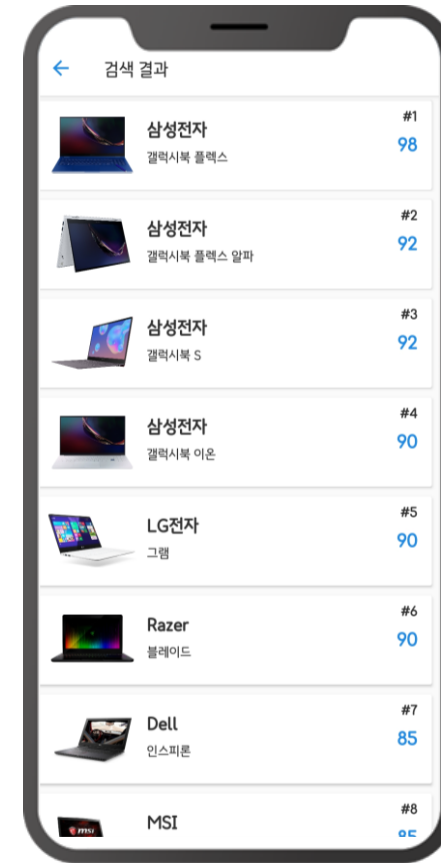 검색 결과
삼성전자
갤럭시북 플렉스
#1
98
삼성전자
갤럭시북 플렉스 알파
#2
92
삼성전자
갤럭시북 S
#3
92
삼성전자
갤럭시북 이온
#4
90
LG전자
그램
#5
90
Razer
블레이드
#6
90
Dell
인스피론
#7
85
msi
MSI
#8
85